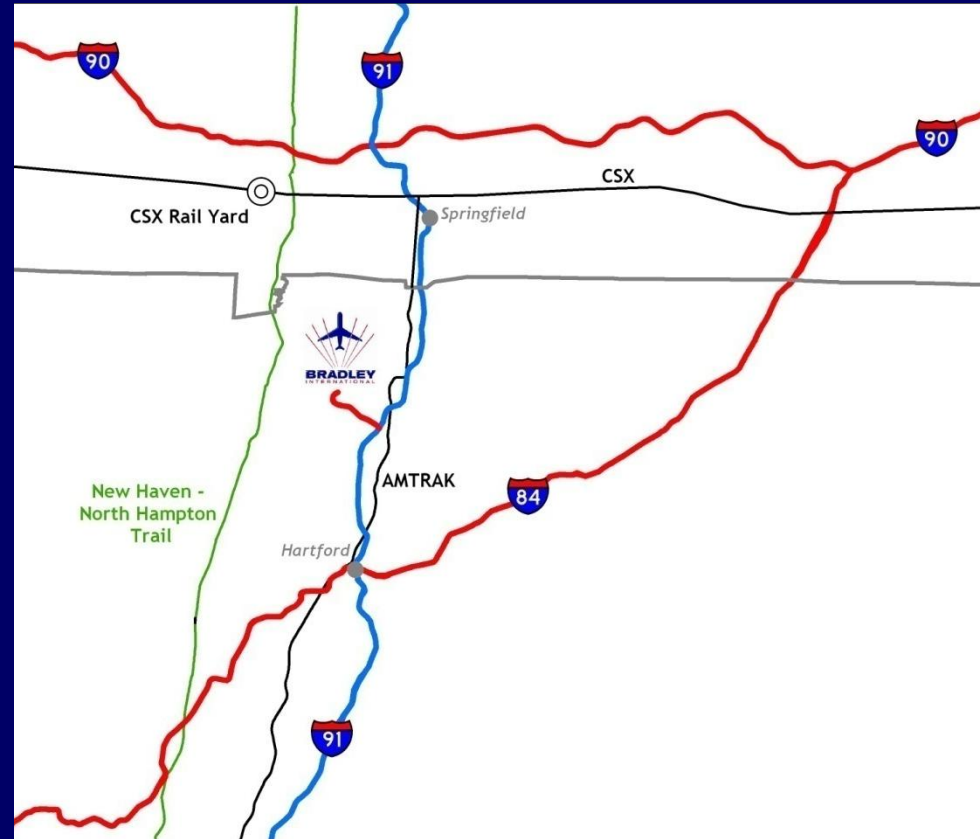 90
91
90
CSX
CSX Rail Yard
Springfield
BRADLEY
INTERNATIONAL
New Haven -
North Hampton
Trail
AMTRAK
84
Hartford
91